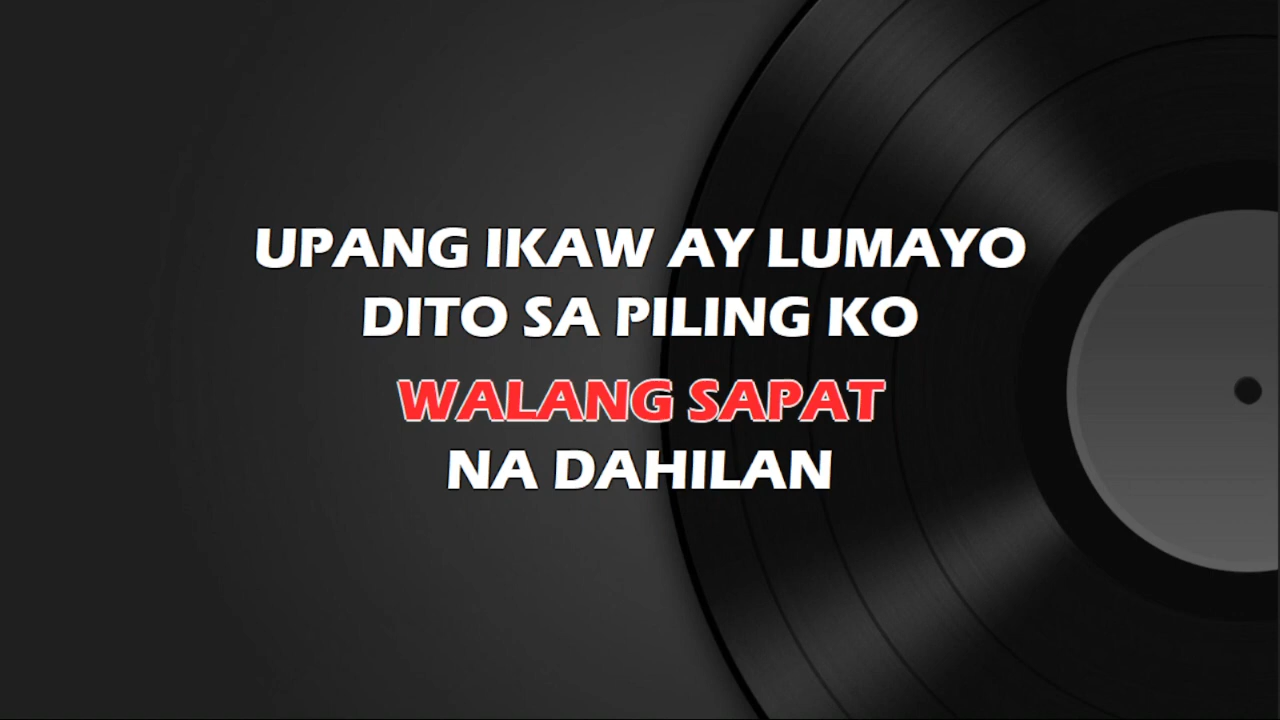 UPANG IKAW AY LUMAYO
DITO SA PILING KO
WALANG SAPAT
NA DAHILAN